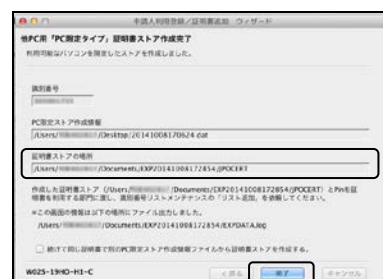 申請人利用登録／証明書追加 ウィザード
他PC用「PC限定タイプ」証明書ストア作成完了
利用可能なパソコンを限定したストアを作成しました。
識別番号
PC限定ストア作成情報
/Users/ /Desktop/20141008170624.dat
証明書ストアの場所
/Users/ /Documents/EXP20141008172854/JPOCERT
作成した証明書ストア（/Users/ /Documents/EXP20141008172854/JPOCERT）とPinを証
明書を利用する部門に渡し、識別番号リストメンテナンスの「リスト追加」を依頼してください。
※この画面の情報は以下の場所にファイル出力しました。
/Users/ /Documents/EXP20141008172854/EXPDATA.log
続けて同じ証明書で別のPC限定ストア作成情報ファイルから証明書ストアを作成する。
W025-19HO-H1-C
＜戻る
終了
キャンセル